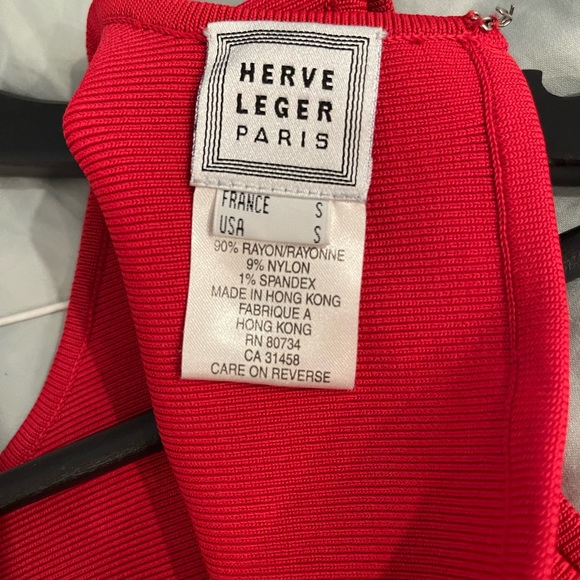 HERVE
LEGER
PARIS
FRANCE S
USA S
90% RAYON/RAYONNE
9% NYLON
1% SPANDEX
MADE IN HONG KONG
FABRIQUE A
HONG KONG
RN 80734
CA 31458
CARE ON REVERSE